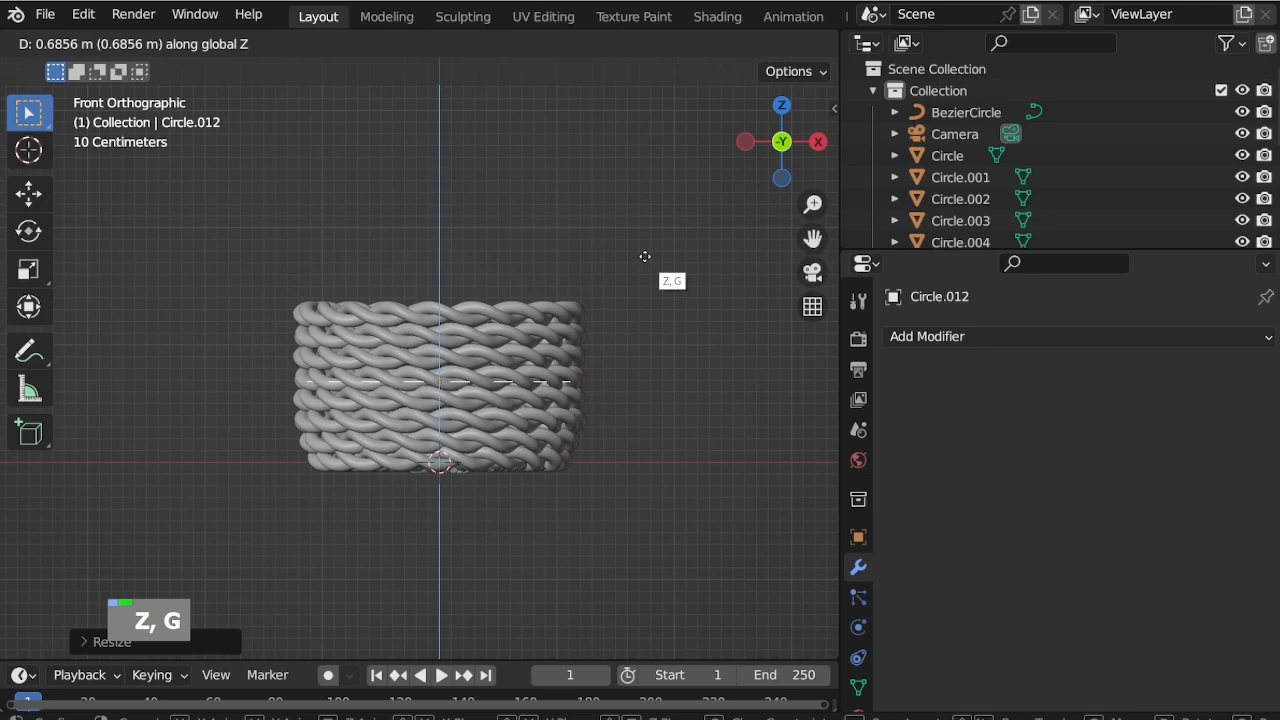 File Edit Render Window Help Layout Modeling Sculpting UV Editing Texture Paint Shading Animation Scene ViewLayer
D: 0.6856 m (0.6856 m) along global Z
Options
Front Orthographic
(1) Collection | Circle.012
10 Centimeters
Z
-Y
X
Z, G
Z, G
Resize
Scene Collection
Collection
BezierCircle
Camera
Circle
Circle.001
Circle.002
Circle.003
Circle.004
Circle.012
Add Modifier
Playback Keying View Marker 1 Start 1 End 250
1